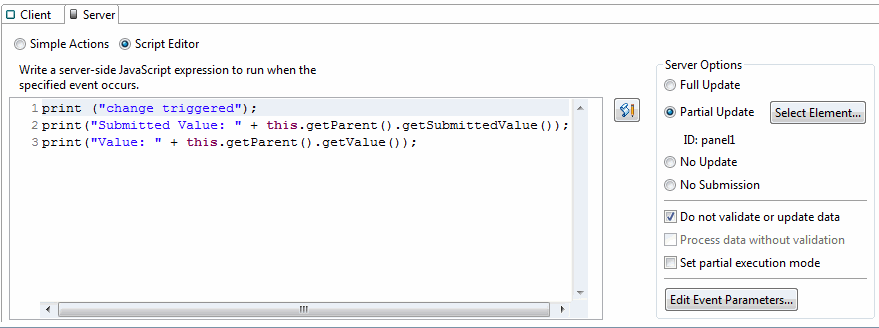 Client Server
Simple Actions Script Editor
Write a server-side JavaScript expression to run when the
specified event occurs.
1 print ("change triggered");
2 print("Submitted Value: " + this.getParent().getSubmittedValue());
3 print("Value: " + this.getParent().getValue());
Server Options
Full Update
Partial Update Select Element...
ID: panel1
No Update
No Submission
Do not validate or update data
Process data without validation
Set partial execution mode
Edit Event Parameters...